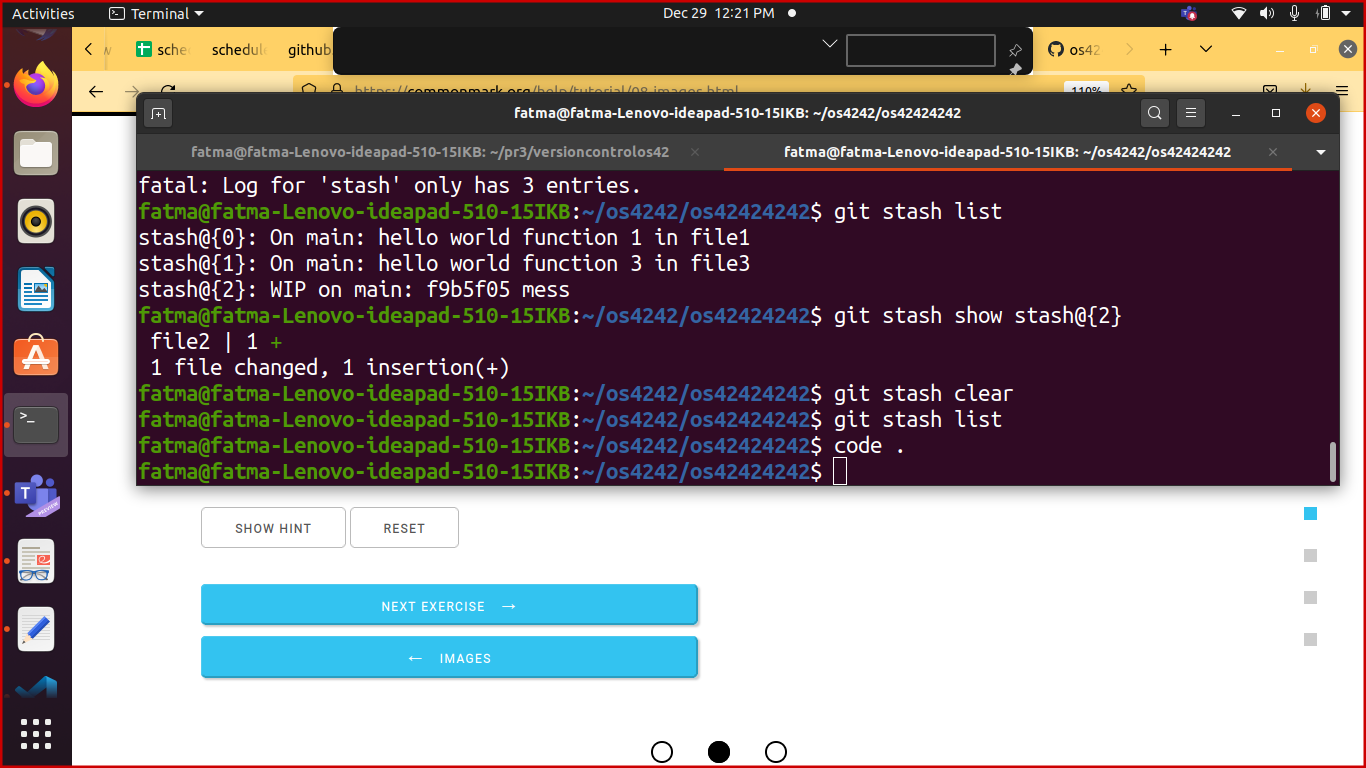 Activities
Terminal
Dec 29 12:21 PM
sche
schedule
github
os42
https://commonmark.org/help/tutorial/08-images.html
110%
fatma@fatma-Lenovo-ideapad-510-15IKB: ~/os4242/os42424242
fatma@fatma-Lenovo-ideapad-510-15IKB: ~/pr3/versioncontrolos42
fatma@fatma-Lenovo-ideapad-510-15IKB: ~/os4242/os42424242
fatal: Log for 'stash' only has 3 entries.
fatma@fatma-Lenovo-ideapad-510-15IKB:~/os4242/os42424242$ git stash list
stash@{0}: On main: hello world function 1 in file1
stash@{1}: On main: hello world function 3 in file3
stash@{2}: WIP on main: f9b5f05 mess
fatma@fatma-Lenovo-ideapad-510-15IKB:~/os4242/os42424242$ git stash show stash@{2}
file2 | 1 +
1 file changed, 1 insertion(+)
fatma@fatma-Lenovo-ideapad-510-15IKB:~/os4242/os42424242$ git stash clear
fatma@fatma-Lenovo-ideapad-510-15IKB:~/os4242/os42424242$ git stash list
fatma@fatma-Lenovo-ideapad-510-15IKB:~/os4242/os42424242$ code .
fatma@fatma-Lenovo-ideapad-510-15IKB:~/os4242/os42424242$
SHOW HINT
RESET
NEXT EXERCISE →
← IMAGES